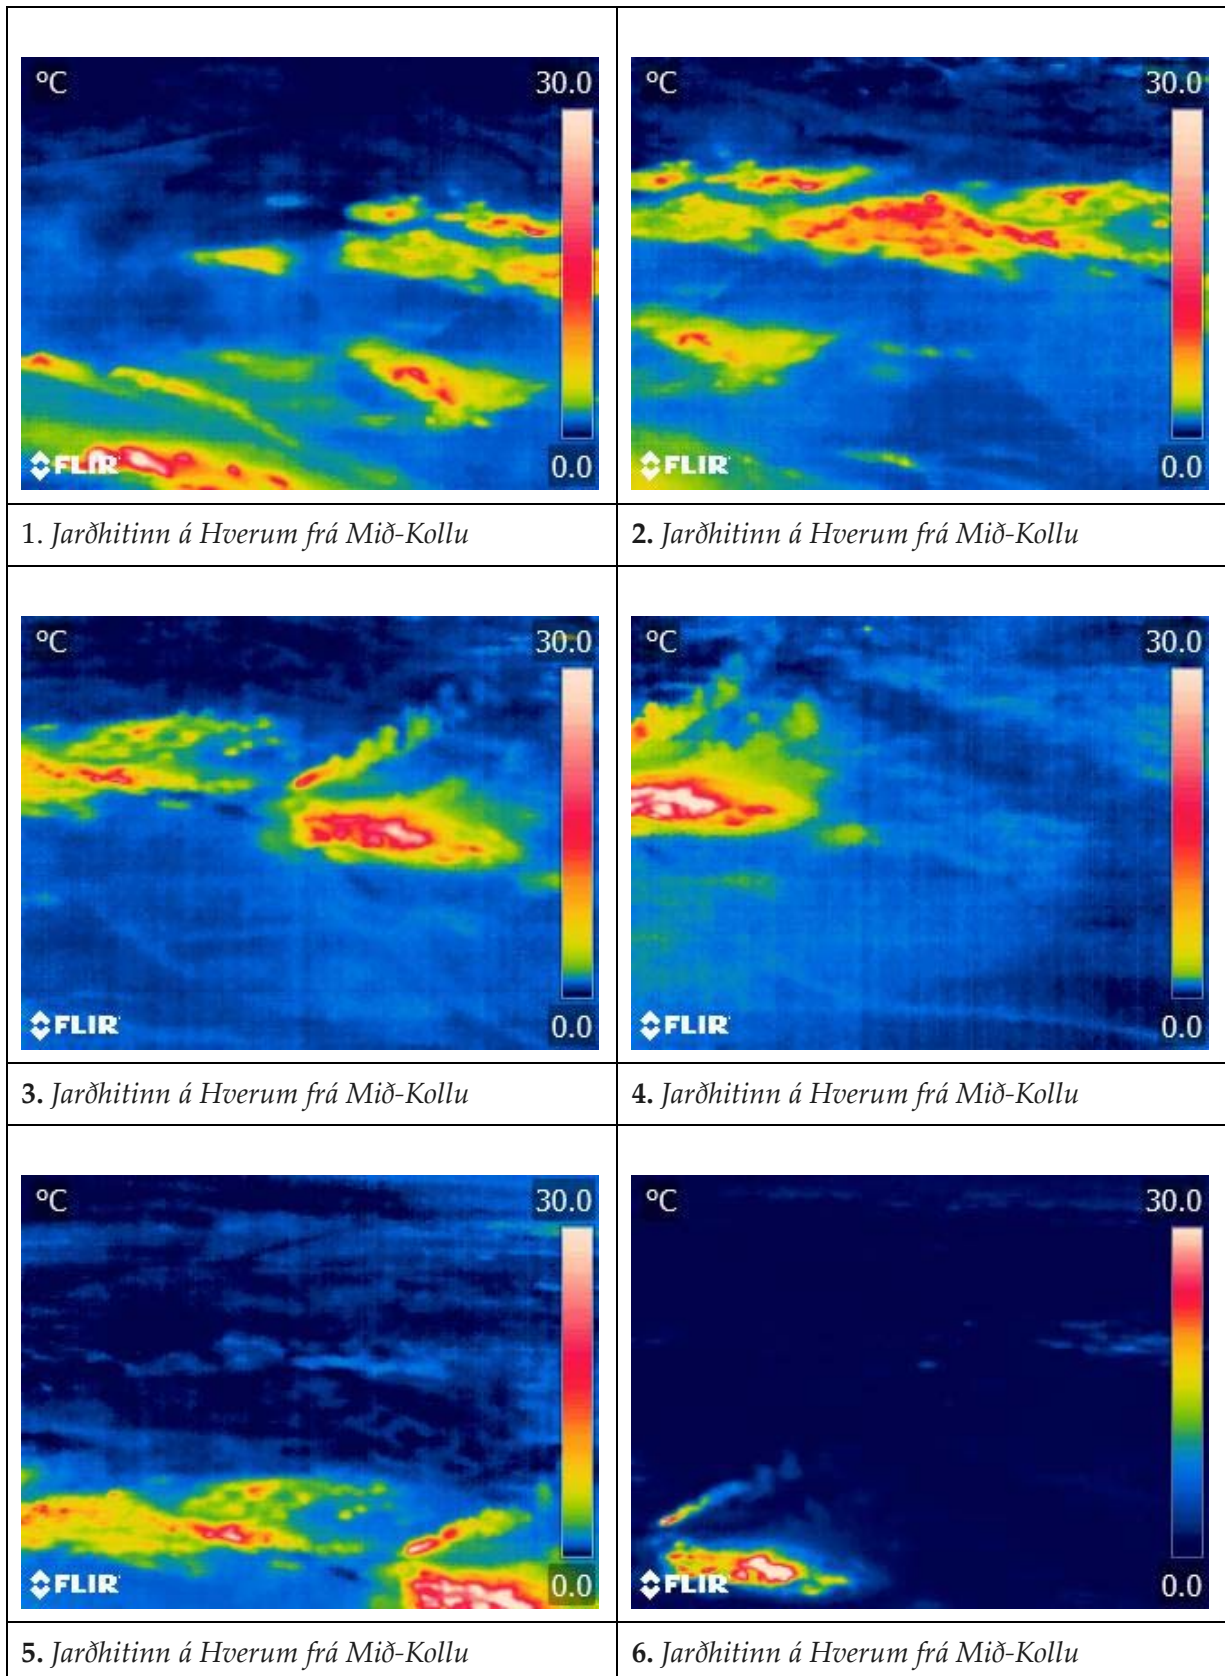 °C 30.0
FLIR 0.0
1. Jarðhitinn á Hverum frá Mið-Kollu
°C 30.0
FLIR 0.0
2. Jarðhitinn á Hverum frá Mið-Kollu
°C 30.0
FLIR 0.0
3. Jarðhitinn á Hverum frá Mið-Kollu
°C 30.0
FLIR 0.0
4. Jarðhitinn á Hverum frá Mið-Kollu
°C 30.0
FLIR 0.0
5. Jarðhitinn á Hverum frá Mið-Kollu
°C 30.0
FLIR 0.0
6. Jarðhitinn á Hverum frá Mið-Kollu